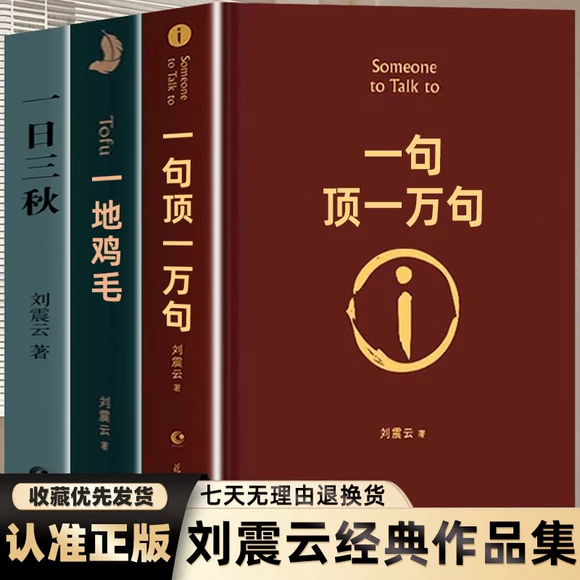 一日三秋
刘震云 著
Tofu
一地鸡毛
刘震云 著
Someone
to Talk to
一句顶一万句
刘震云 著
Someone
to Talk to
一句
顶一万句
刘震云 著
收藏优先发货
七天无理由退换货
认准正版
刘震云经典作品集